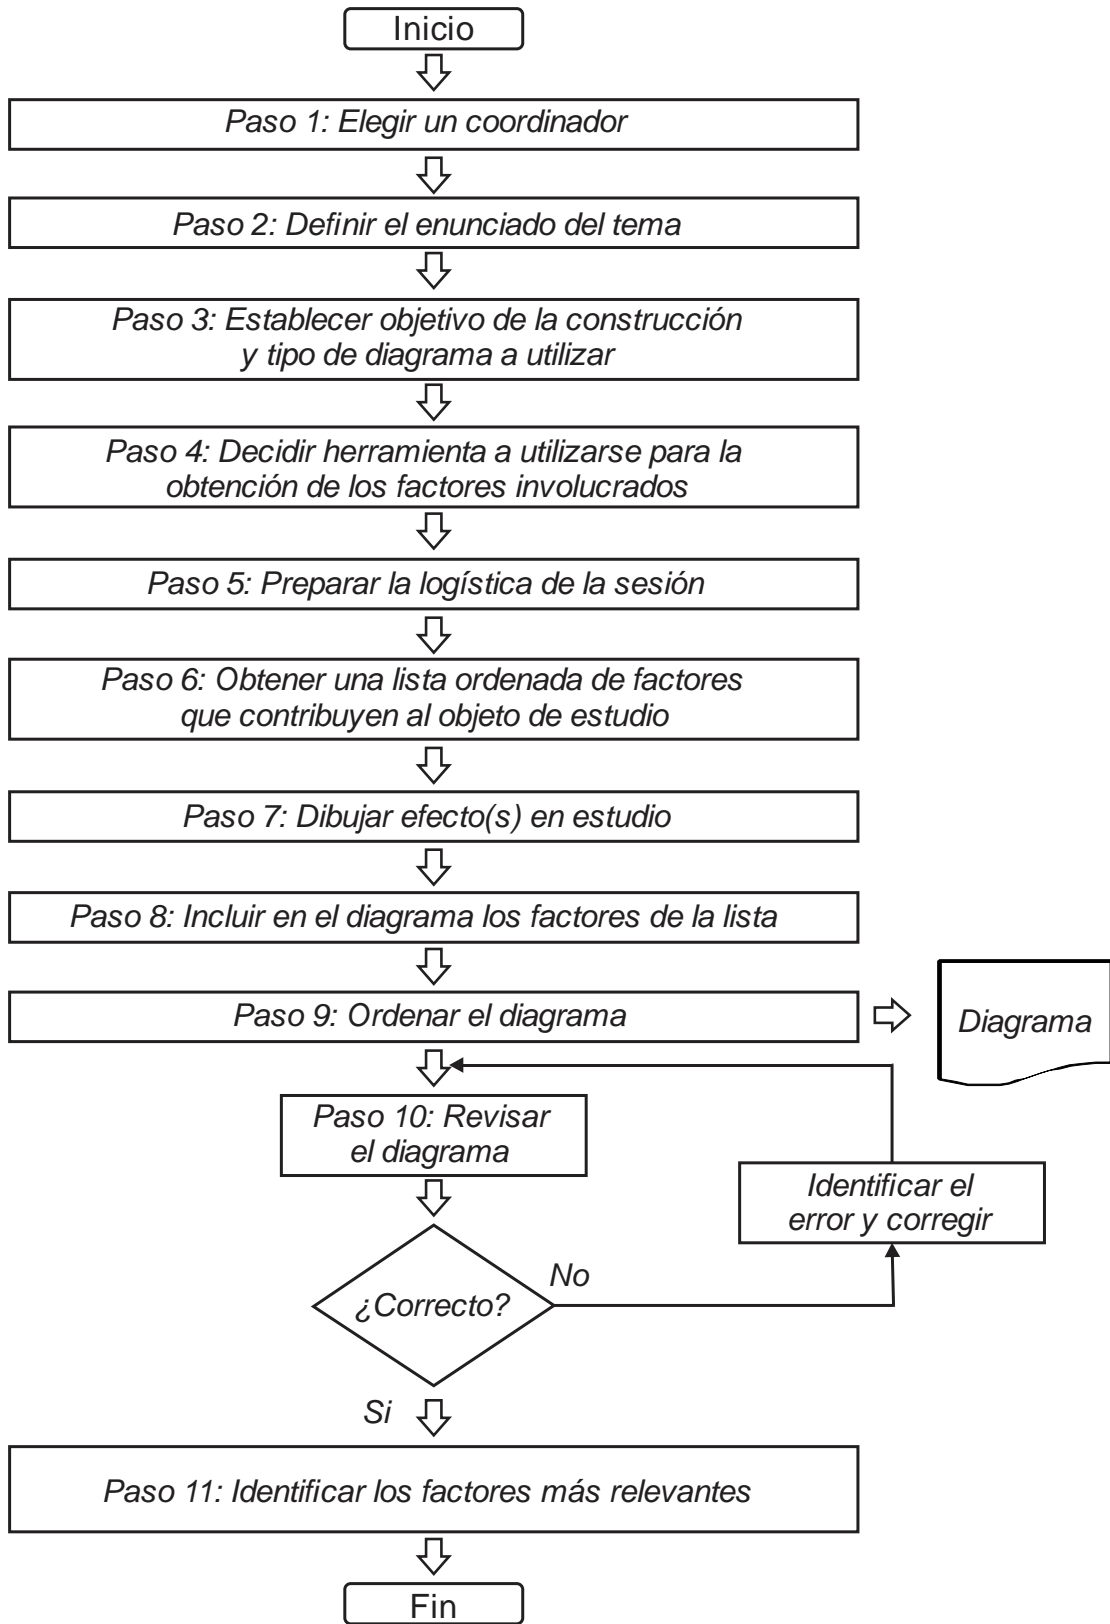 Inicio
Paso 1: Elegir un coordinador
Paso 2: Definir el enunciado del tema
Paso 3: Establecer objetivo de la construcción
y tipo de diagrama a utilizar
Paso 4: Decidir herramienta a utilizarse para la
obtención de los factores involucrados
Paso 5: Preparar la logística de la sesión
Paso 6: Obtener una lista ordenada de factores
que contribuyen al objeto de estudio
Paso 7: Dibujar efecto(s) en estudio
Paso 8: Incluir en el diagrama los factores de la lista
Paso 9: Ordenar el diagrama
Diagrama
Paso 10: Revisar
el diagrama
Identificar el
error y corregir
¿Correcto?
No
Si
Paso 11: Identificar los factores más relevantes
Fin